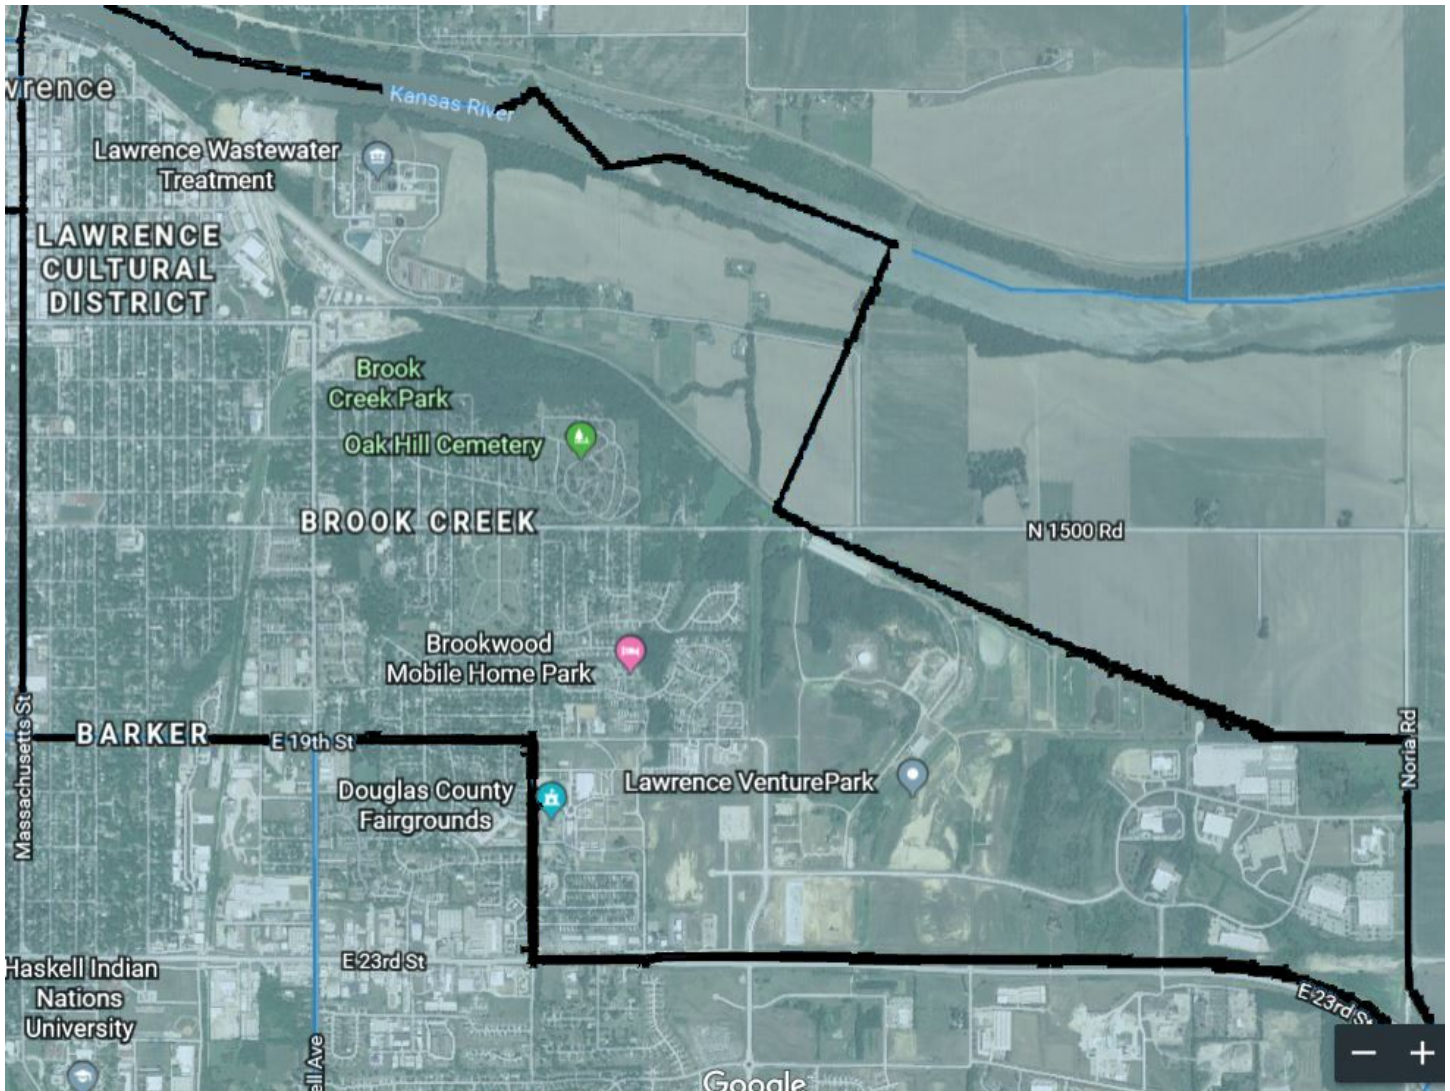 wrence
Kansas River
Lawrence Wastewater
Treatment
LAWRENCE
CULTURAL
DISTRICT
Brook
Creek Park
Oak Hill Cemetery
BROOK CREEK
N 1500 Rd
Brookwood
Mobile Home Park
Massachusetts St
BARKER
E 19th St
Noria Rd
Douglas County
Fairgrounds
Lawrence VenturePark
E 23rd St
Haskell Indian
Nations
University
E 23rd St
ell Ave
Google